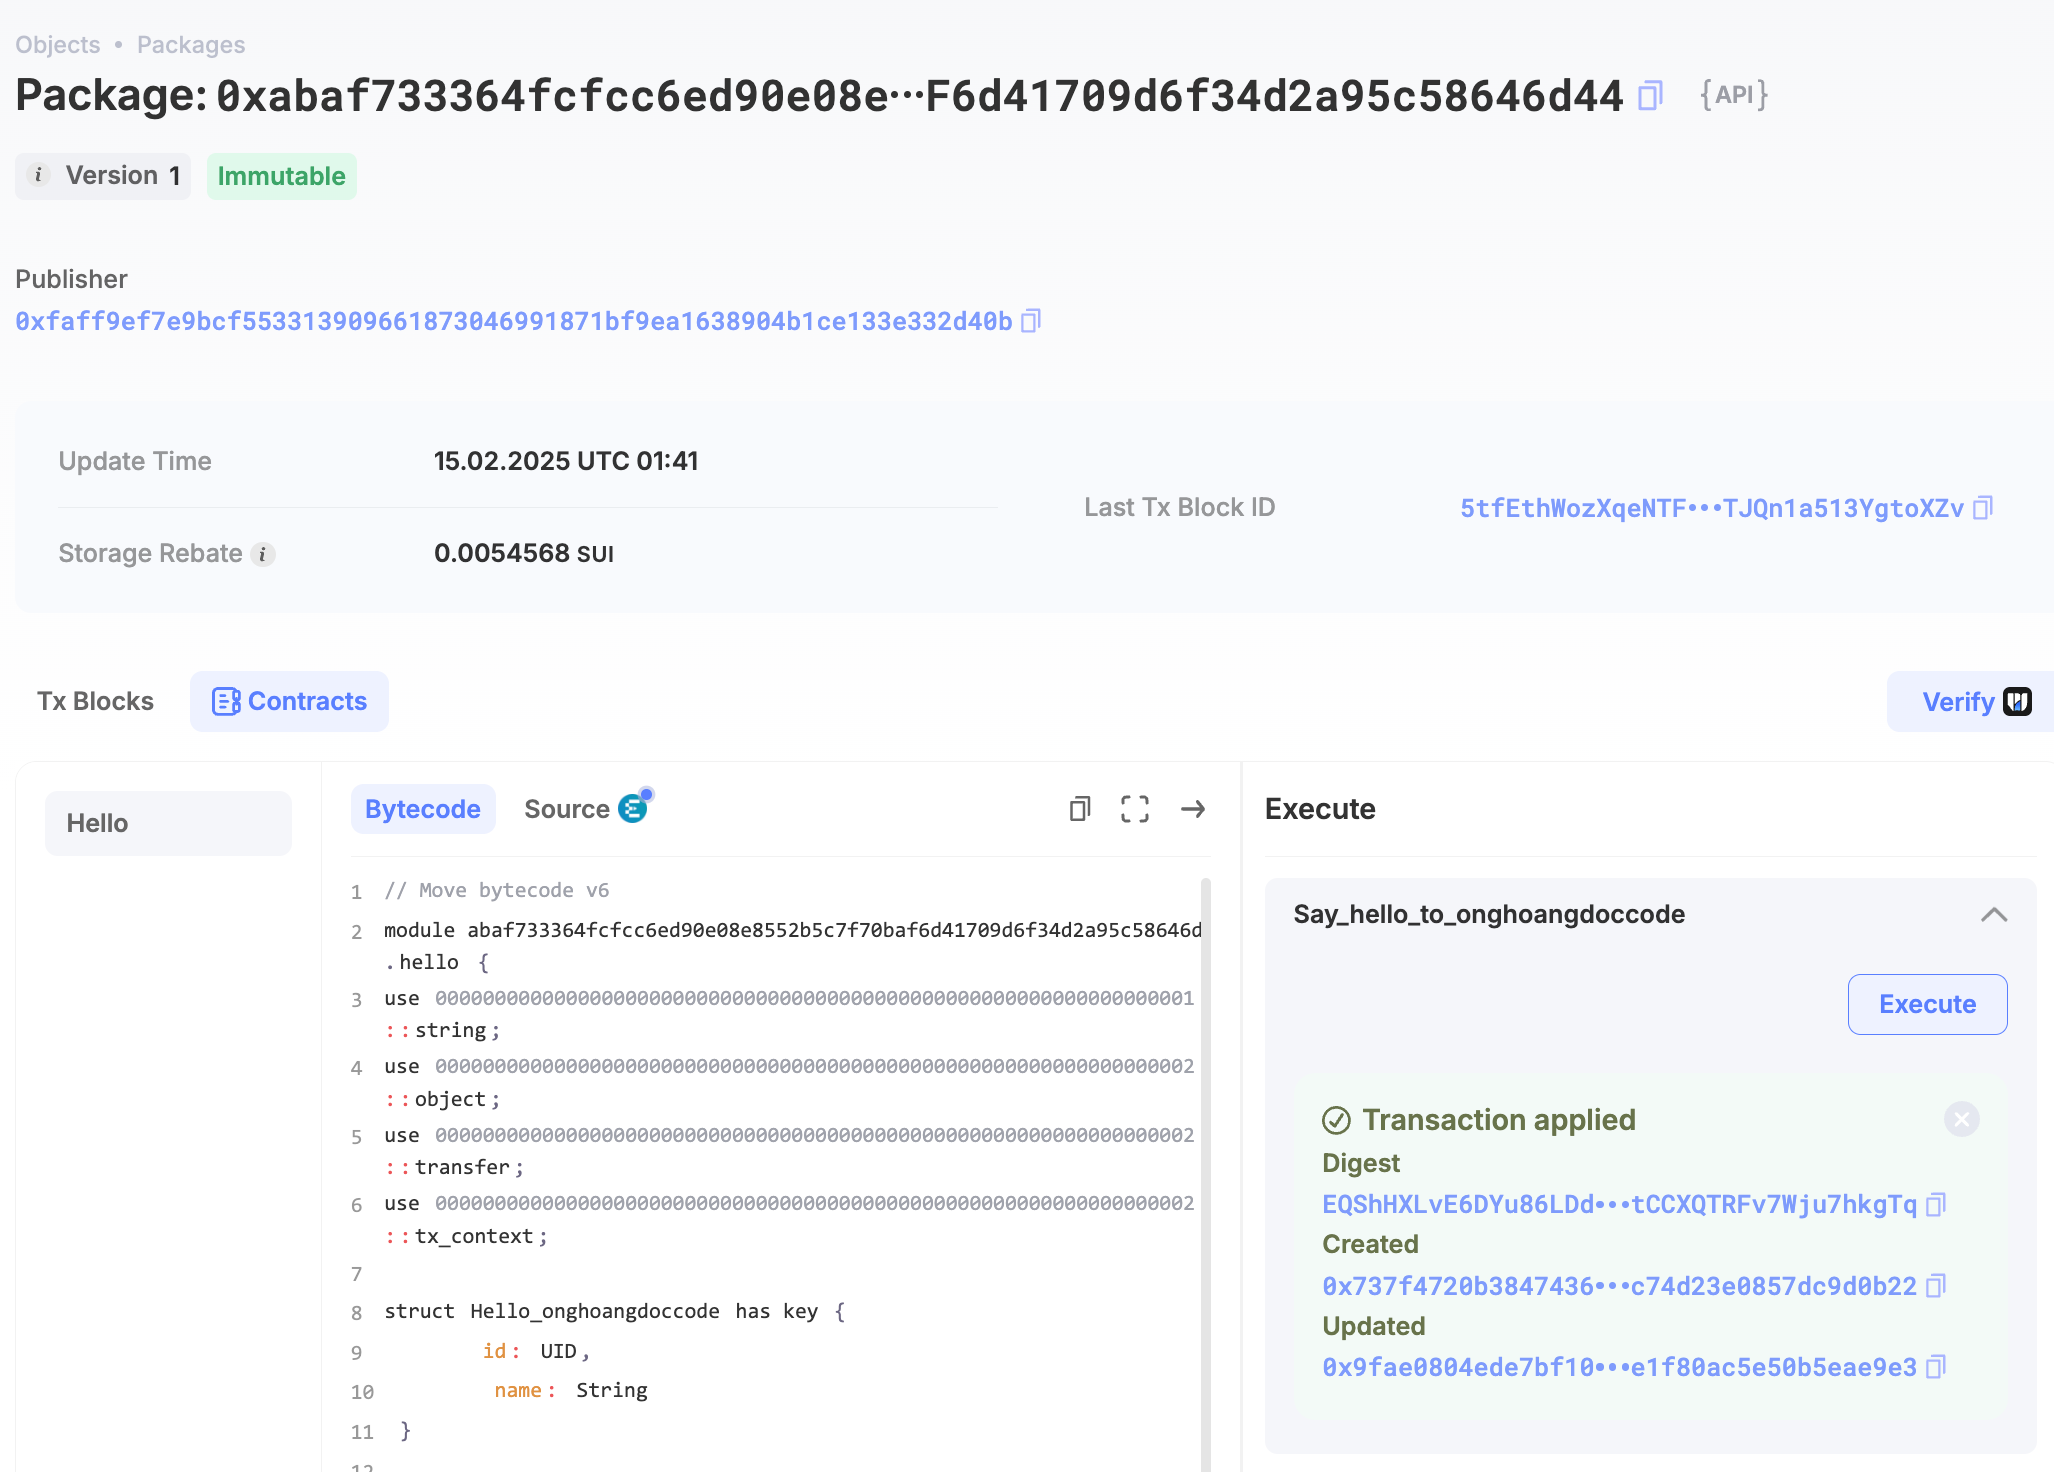 Objects • Packages
Package: 0xabaf733364fcfcc6ed90e08e···F6d41709d6f34d2a95c58646d44 {API}
i Version 1 Immutable
Publisher
0xfaff9ef7e9bcf553313909661873046991871bf9ea1638904b1ce133e332d40b
Update Time 15.02.2025 UTC 01:41
Last Tx Block ID 5tfEthWozXqeNTF•••TJQn1a513YgtoXZv
Storage Rebate i 0.0054568 SUI
Tx Blocks Contracts Verify
Hello
Bytecode Source
1 // Move bytecode v6
2 module abaf733364fcfcc6ed90e08e8552b5c7f70baf6d41709d6f34d2a95c58646d
.hello {
3 use 0000000000000000000000000000000000000000000000000000000000000001
::string;
4 use 0000000000000000000000000000000000000000000000000000000000000002
::object;
5 use 0000000000000000000000000000000000000000000000000000000000000002
::transfer;
6 use 0000000000000000000000000000000000000000000000000000000000000002
::tx_context;
7
8 struct Hello_onghoangdoccode has key {
9 id: UID,
10 name: String
11 }
12
Execute
Say_hello_to_onghoangdoccode
Execute
Transaction applied
Digest
EQShHXLvE6DYu86LDd•••tCCXQTRFv7Wju7hkgTq
Created
0x737f4720b3847436•••c74d23e0857dc9d0b22
Updated
0x9fae0804ede7bf10•••e1f80ac5e50b5eae9e3